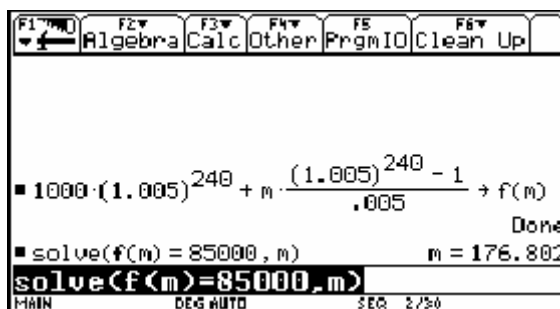 F1 F2 Algebra F3 Calc F4 Other F5 PrgmIO F6 Clean Up
■ 1000·(1.005)^240 + m·((1.005)^240 - 1)/.005 → f(m)
Done
■ solve(f(m) = 85000, m) m = 176.802
solve(f(m)=85000,m)
MAIN DEG AUTO SEQ 2/30